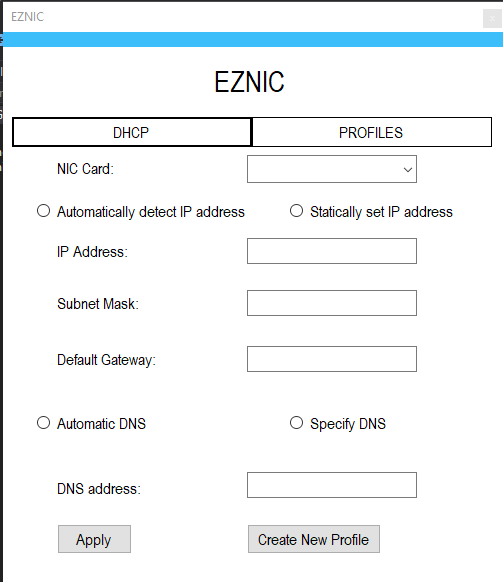 EZNIC
EZNIC
DHCP PROFILES
NIC Card:
Automatically detect IP address Statically set IP address
IP Address:
Subnet Mask:
Default Gateway:
Automatic DNS Specify DNS
DNS address:
Apply Create New Profile